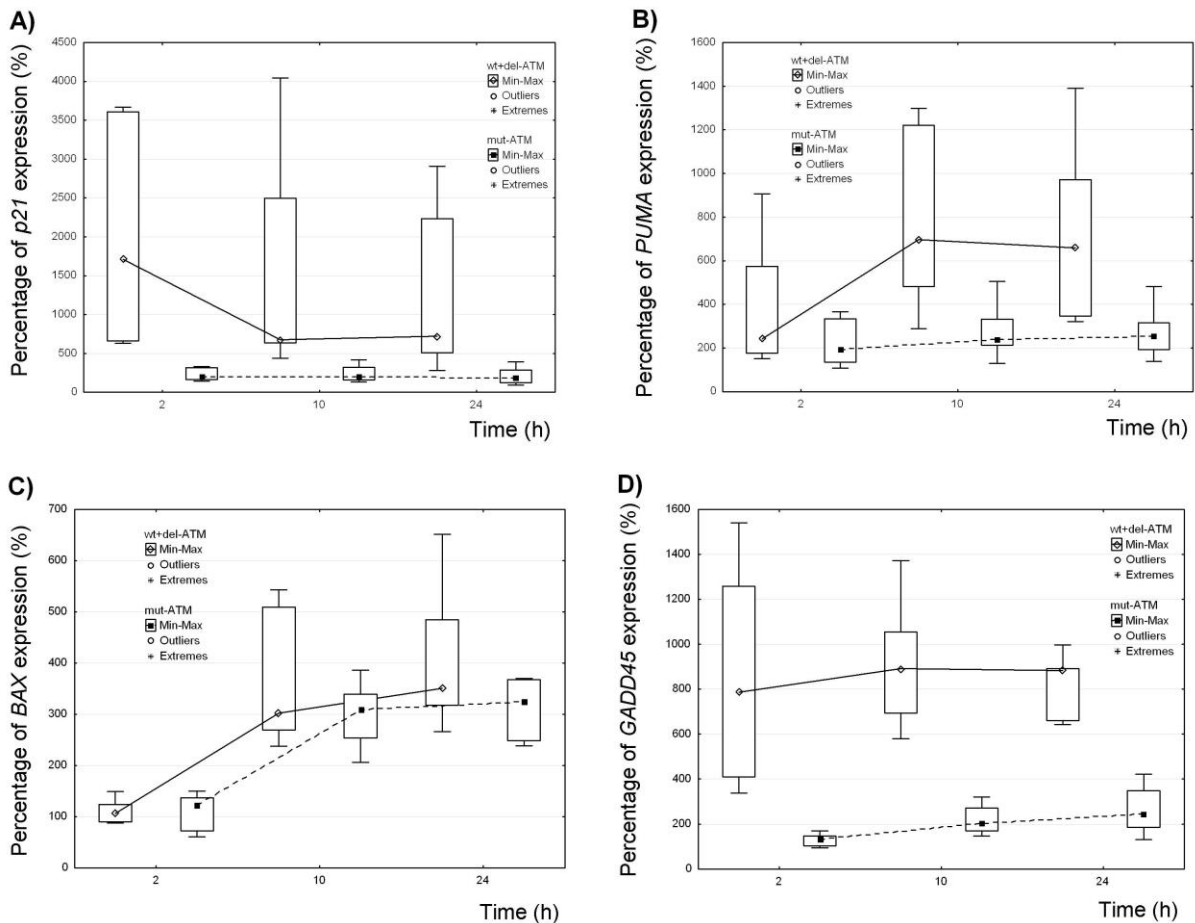 A)
Percentage of p21 expression (%)
4500
4000
3500
3000
2500
2000
1500
1000
500
0
wt+del-ATM
Min-Max
Outliers
Extremes
mut-ATM
Min-Max
Outliers
Extremes
2 10 24
Time (h)
B)
Percentage of PUMA expression (%)
1600
1400
1200
1000
800
600
400
200
0
wt+del-ATM
Min-Max
Outliers
Extremes
mut-ATM
Min-Max
Outliers
Extremes
2 10 24
Time (h)
C)
Percentage of BAX expression (%)
700
600
500
400
300
200
100
0
wt+del-ATM
Min-Max
Outliers
Extremes
mut-ATM
Min-Max
Outliers
Extremes
2 10 24
Time (h)
D)
Percentage of GADD45 expression (%)
1600
1400
1200
1000
800
600
400
200
0
wt+del-ATM
Min-Max
Outliers
Extremes
mut-ATM
Min-Max
Outliers
Extremes
2 10 24
Time (h)